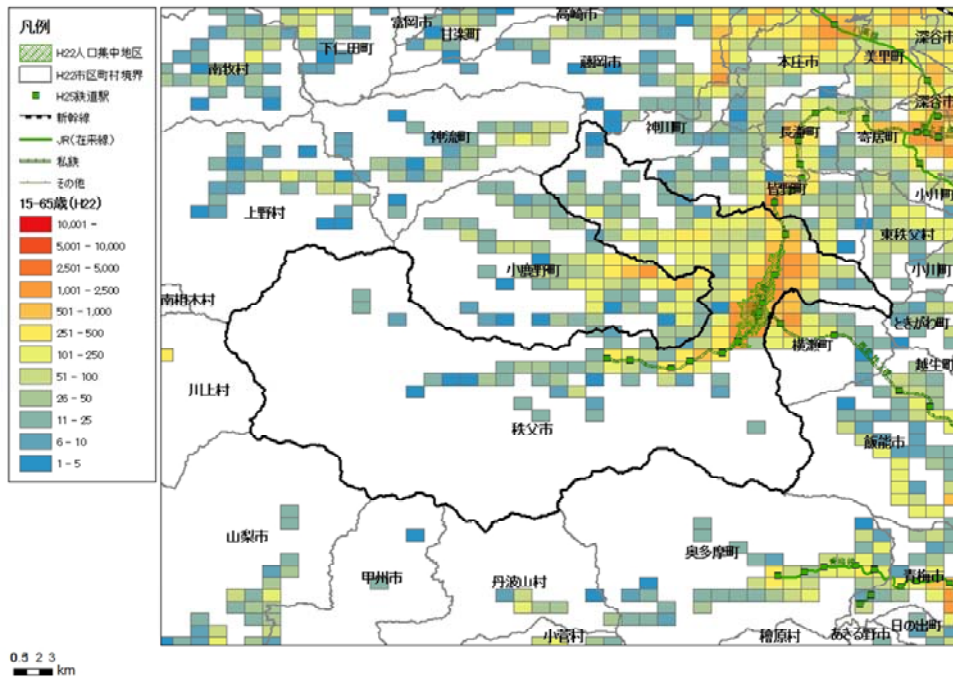 凡例
H22人口集中地区
H22市区町村境界
H25鉄道駅
新幹線
JR(在来線)
私鉄
その他
15-65歳(H22)
10,001 -
5,001 - 10,000
2,501 - 5,000
1,001 - 2,500
501 - 1,000
251 - 500
101 - 250
51 - 100
26 - 50
11 - 25
6 - 10
1 - 5
富岡市
甘楽町
高崎市
深谷市
下仁田町
南牧村
藤岡市
本庄市
美里町
深谷市
神流町
神川町
長瀞町
寄居町
皆野町
小川町
上野村
東秩父村
小鹿野町
小川町
南相木村
ときがわ町
横瀬町
越生町
川上村
秩父市
飯能市
山梨市
奥多摩町
甲州市
丹波山村
青梅市
小菅村
檜原村
あきる野市
日の出町
0 1 2 3
km